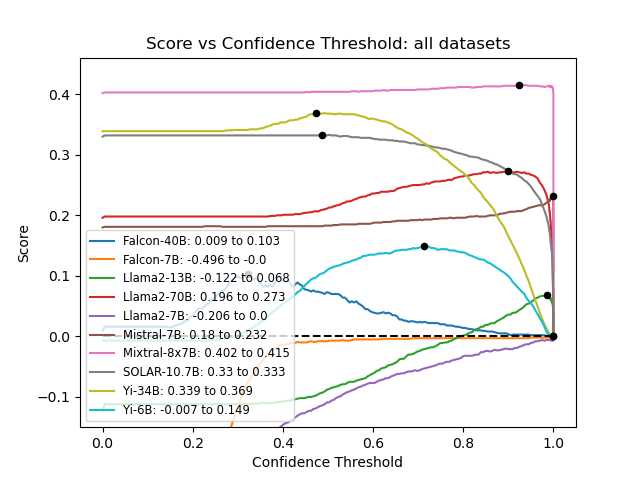 Score vs Confidence Threshold: all datasets
Score
0.4
0.3
0.2
0.1
0.0
−0.1
Falcon-40B: 0.009 to 0.103
Falcon-7B: -0.496 to -0.0
Llama2-13B: -0.122 to 0.068
Llama2-70B: 0.196 to 0.273
Llama2-7B: -0.206 to 0.0
Mistral-7B: 0.18 to 0.232
Mixtral-8x7B: 0.402 to 0.415
SOLAR-10.7B: 0.33 to 0.333
Yi-34B: 0.339 to 0.369
Yi-6B: -0.007 to 0.149
0.0 0.2 0.4 0.6 0.8 1.0
Confidence Threshold